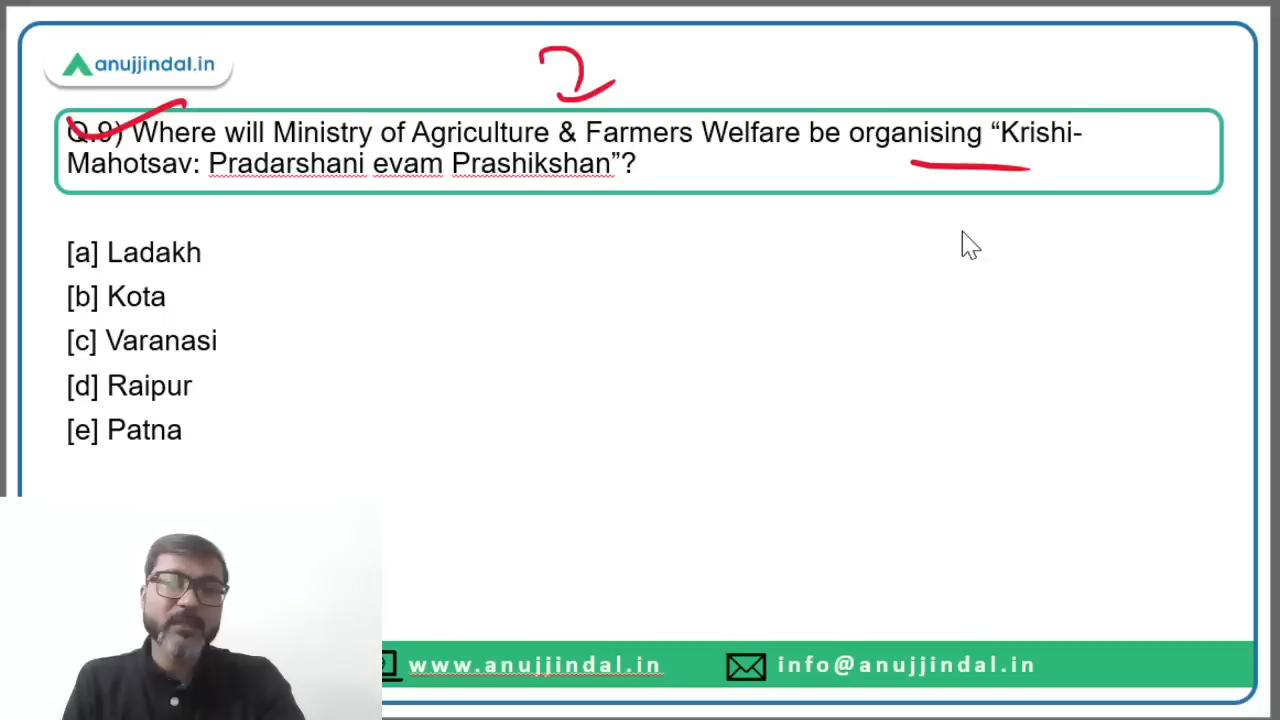 anujjindal.in
2
Q.9) Where will Ministry of Agriculture & Farmers Welfare be organising “Krishi-
Mahotsav: Pradarshani evam Prashikshan”?
[a] Ladakh
[b] Kota
[c] Varanasi
[d] Raipur
[e] Patna
www.anujjindal.in
info@anujjindal.in